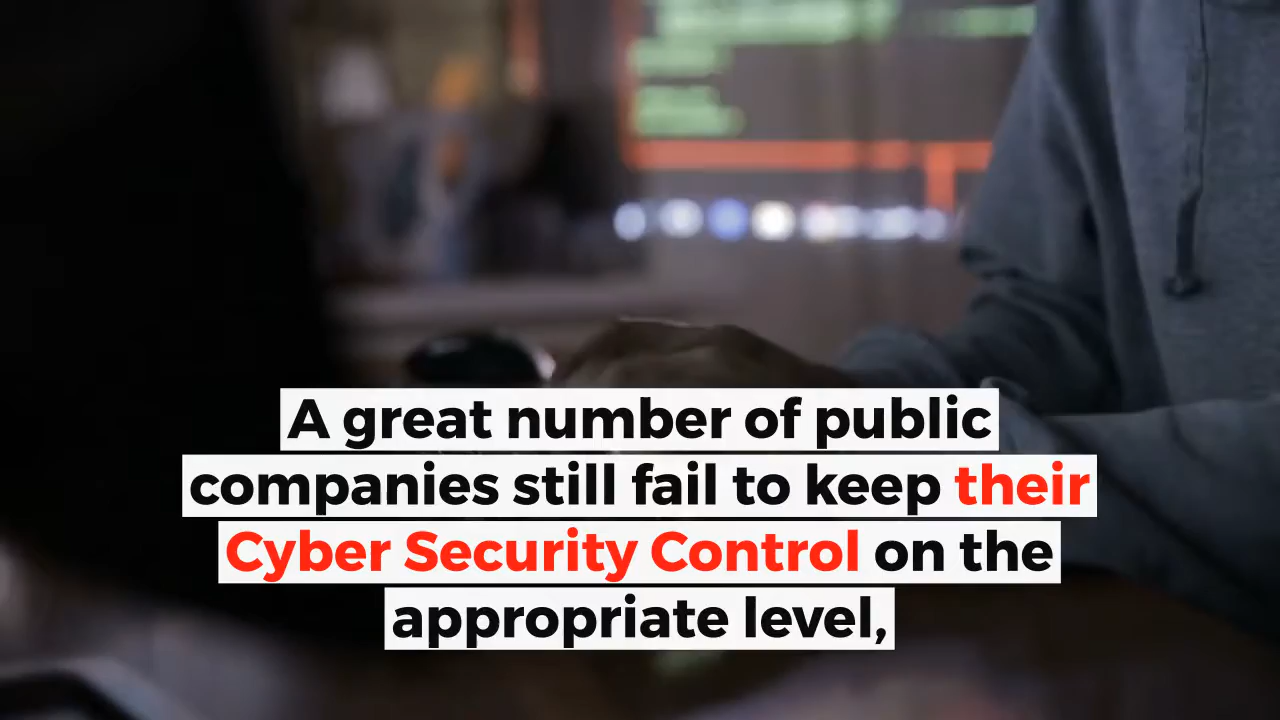 A great number of public
companies still fail to keep their
Cyber Security Control on the
appropriate level,